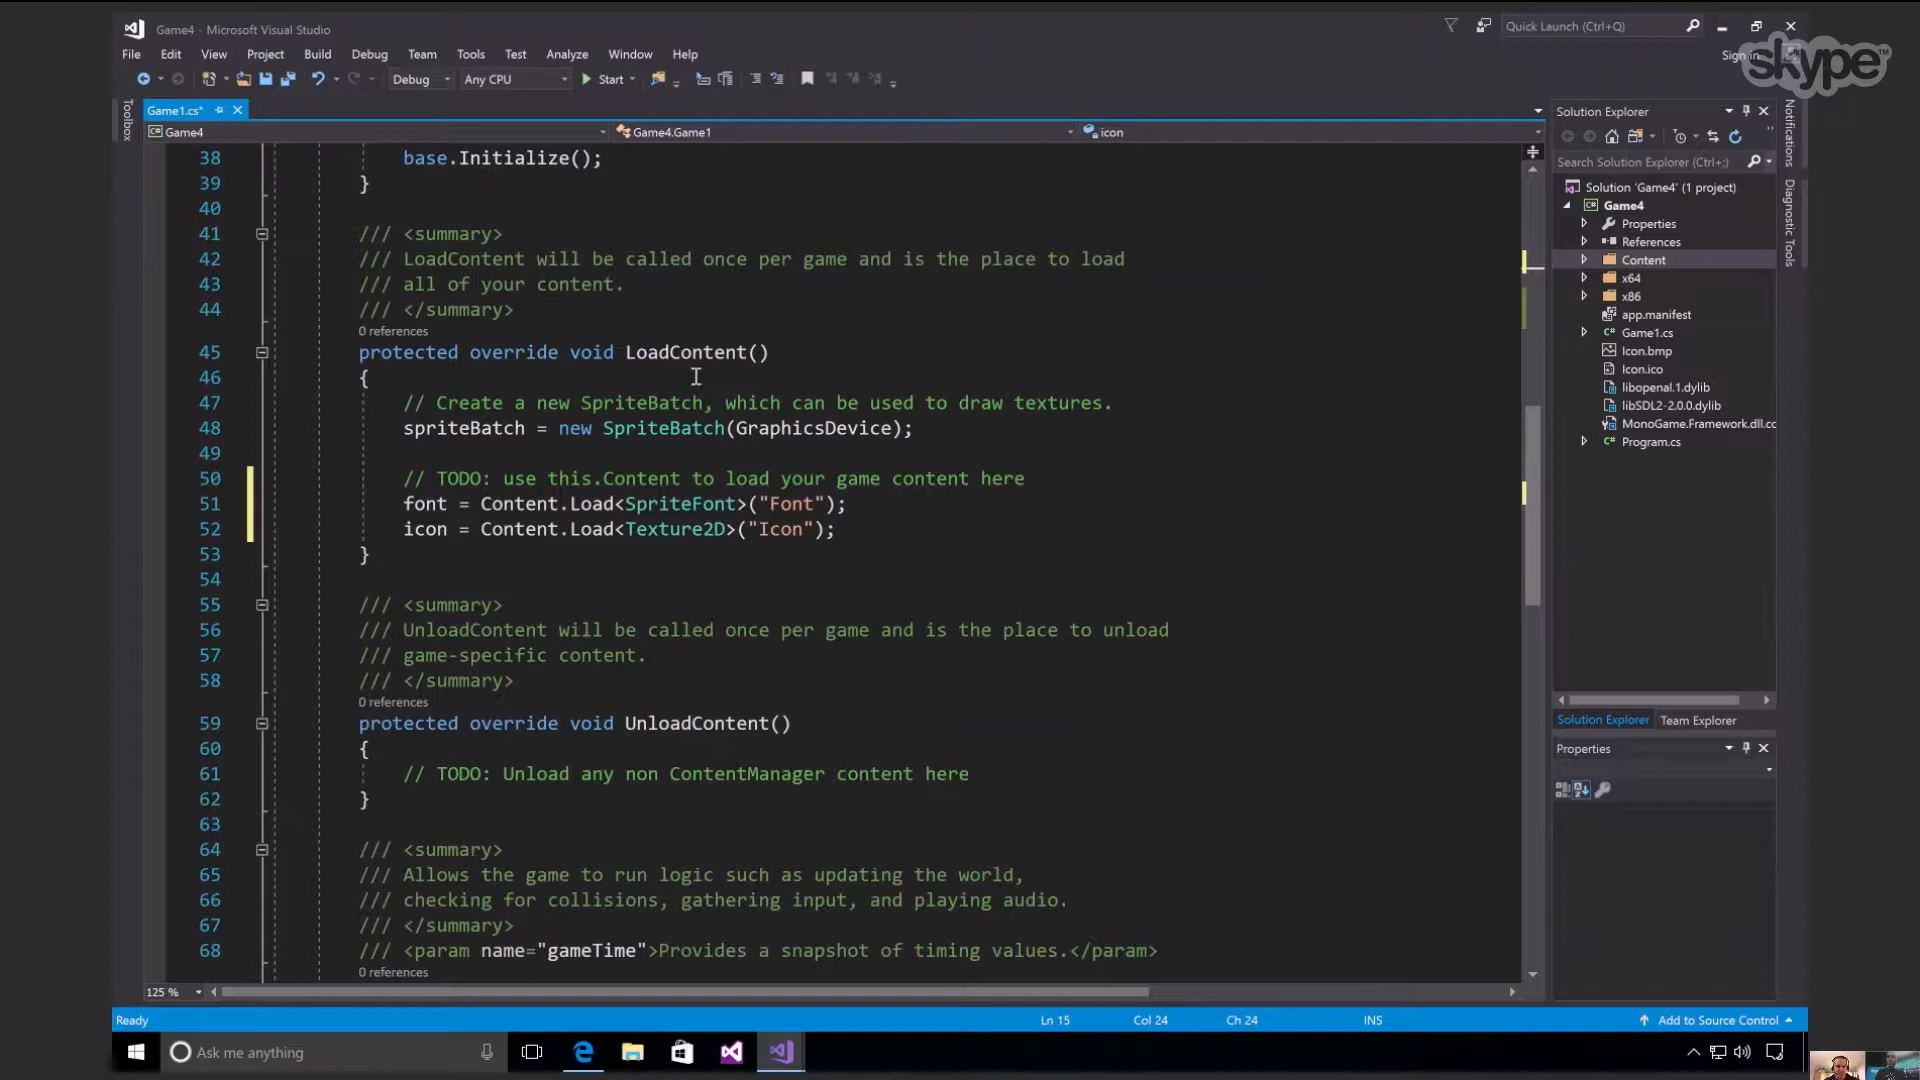 Game4 - Microsoft Visual Studio
Quick Launch (Ctrl+Q)
File Edit View Project Build Debug Team Tools Test Analyze Window Help
Sign in
skype™
Debug Any CPU Start
Toolbox
Game1.cs*
Game4 Game4.Game1 icon
38 base.Initialize();
39 }
40
41 /// <summary>
42 /// LoadContent will be called once per game and is the place to load
43 /// all of your content.
44 /// </summary>
0 references
45 protected override void LoadContent()
46 {
47 // Create a new SpriteBatch, which can be used to draw textures.
48 spriteBatch = new SpriteBatch(GraphicsDevice);
49
50 // TODO: use this.Content to load your game content here
51 font = Content.Load<SpriteFont>("Font");
52 icon = Content.Load<Texture2D>("Icon");
53 }
54
55 /// <summary>
56 /// UnloadContent will be called once per game and is the place to unload
57 /// game-specific content.
58 /// </summary>
0 references
59 protected override void UnloadContent()
60 {
61 // TODO: Unload any non ContentManager content here
62 }
63
64 /// <summary>
65 /// Allows the game to run logic such as updating the world,
66 /// checking for collisions, gathering input, and playing audio.
67 /// </summary>
68 /// <param name="gameTime">Provides a snapshot of timing values.</param>
0 references
125 %
Solution Explorer
Search Solution Explorer (Ctrl+;)
Solution 'Game4' (1 project)
Game4
Properties
References
Content
x64
x86
app.manifest
Game1.cs
Icon.bmp
Icon.ico
libopenal.1.dylib
libSDL2-2.0.0.dylib
MonoGame.Framework.dll.cc
Program.cs
Solution Explorer Team Explorer
Properties
Notifications
Diagnostic Tools
Ready Ln 15 Col 24 Ch 24 INS Add to Source Control
Ask me anything